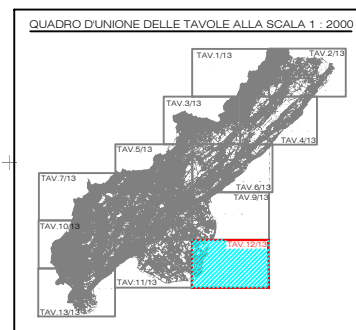 QUADRO D'UNIONE DELLE TAVOLE ALLA SCALA 1 : 2000
TAV.1/13
TAV.2/13
TAV.3/13
TAV.4/13
TAV.5/13
TAV.6/13
TAV.7/13
TAV.9/13
TAV.10/13
TAV.12/13
TAV.11/13
TAV.13/13